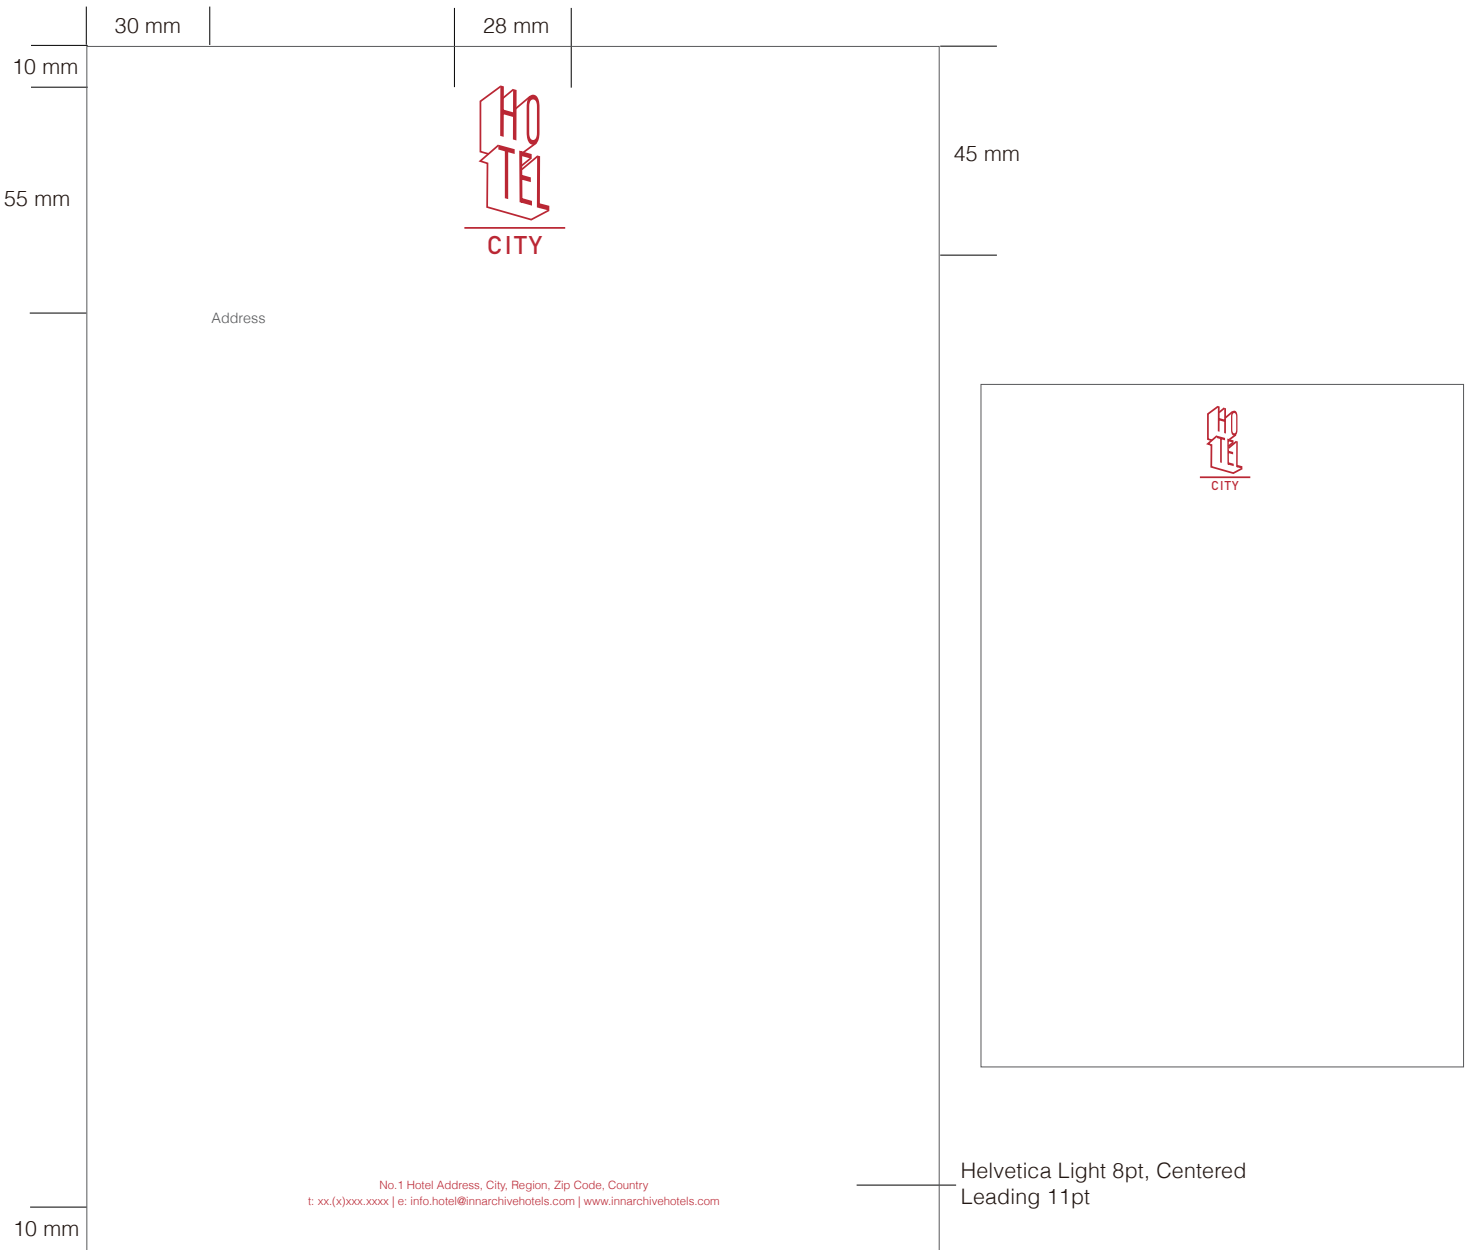 30 mm
28 mm
10 mm
HO
TEL
CITY
45 mm
55 mm
Address
HO
TEL
CITY
Helvetica Light 8pt, Centered
Leading 11pt
No.1 Hotel Address, City, Region, Zip Code, Country
t: xx.(x)xxx.xxxx | e: info.hotel@innarchivehotels.com | www.innarchivehotels.com
10 mm